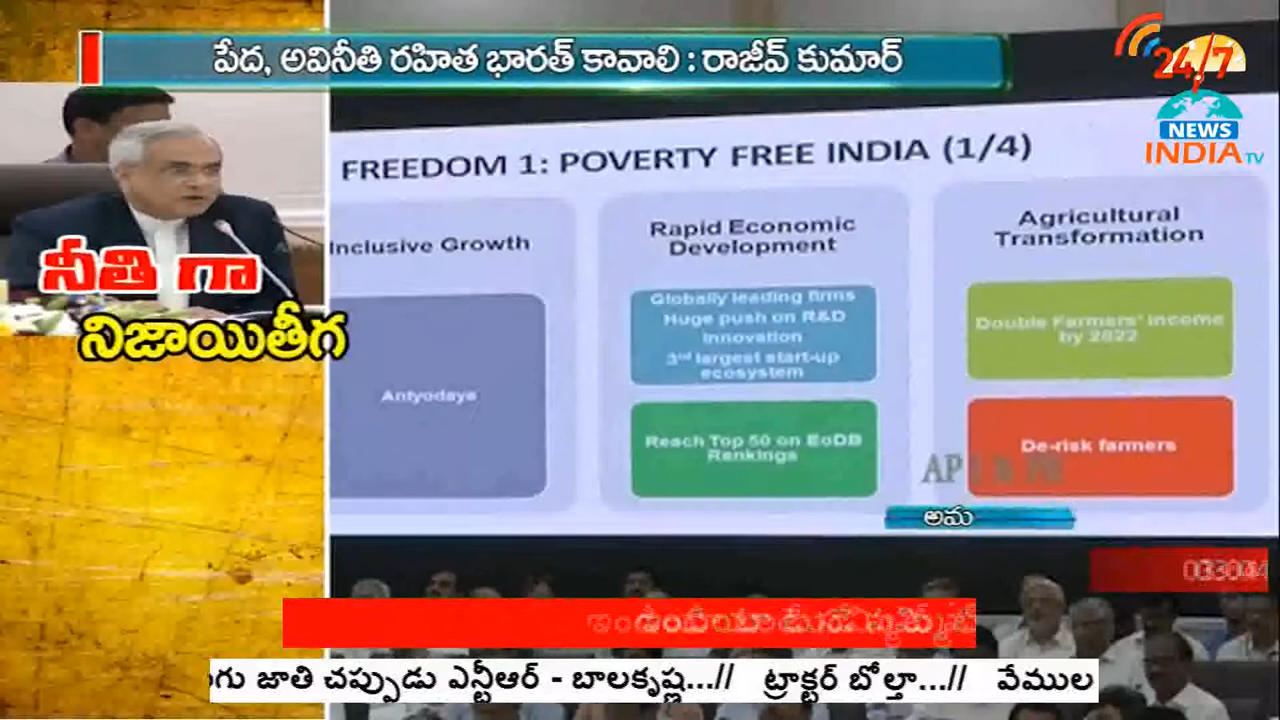 పేద, అవినీతి రహిత భారత్ కావాలి : రాజీవ్ కుమార్
24/7
NEWS
INDIA TV
FREEDOM 1: POVERTY FREE INDIA (1/4)
Inclusive Growth
Antyodaya
Rapid Economic
Development
Globally leading firms
Huge push on R&D
Innovation
3rd largest start-up
ecosystem
Reach Top 50 on EoDB
Rankings
Agricultural
Transformation
Double Farmers' Income
by 2022
De-risk farmers
నీతి గా
నిజాయితీగ
అమ
గు జాతి చప్పుడు ఎన్టీఆర్ - బాలకృష్ణ...// ట్రాక్టర్ బోల్తా...// వేముల